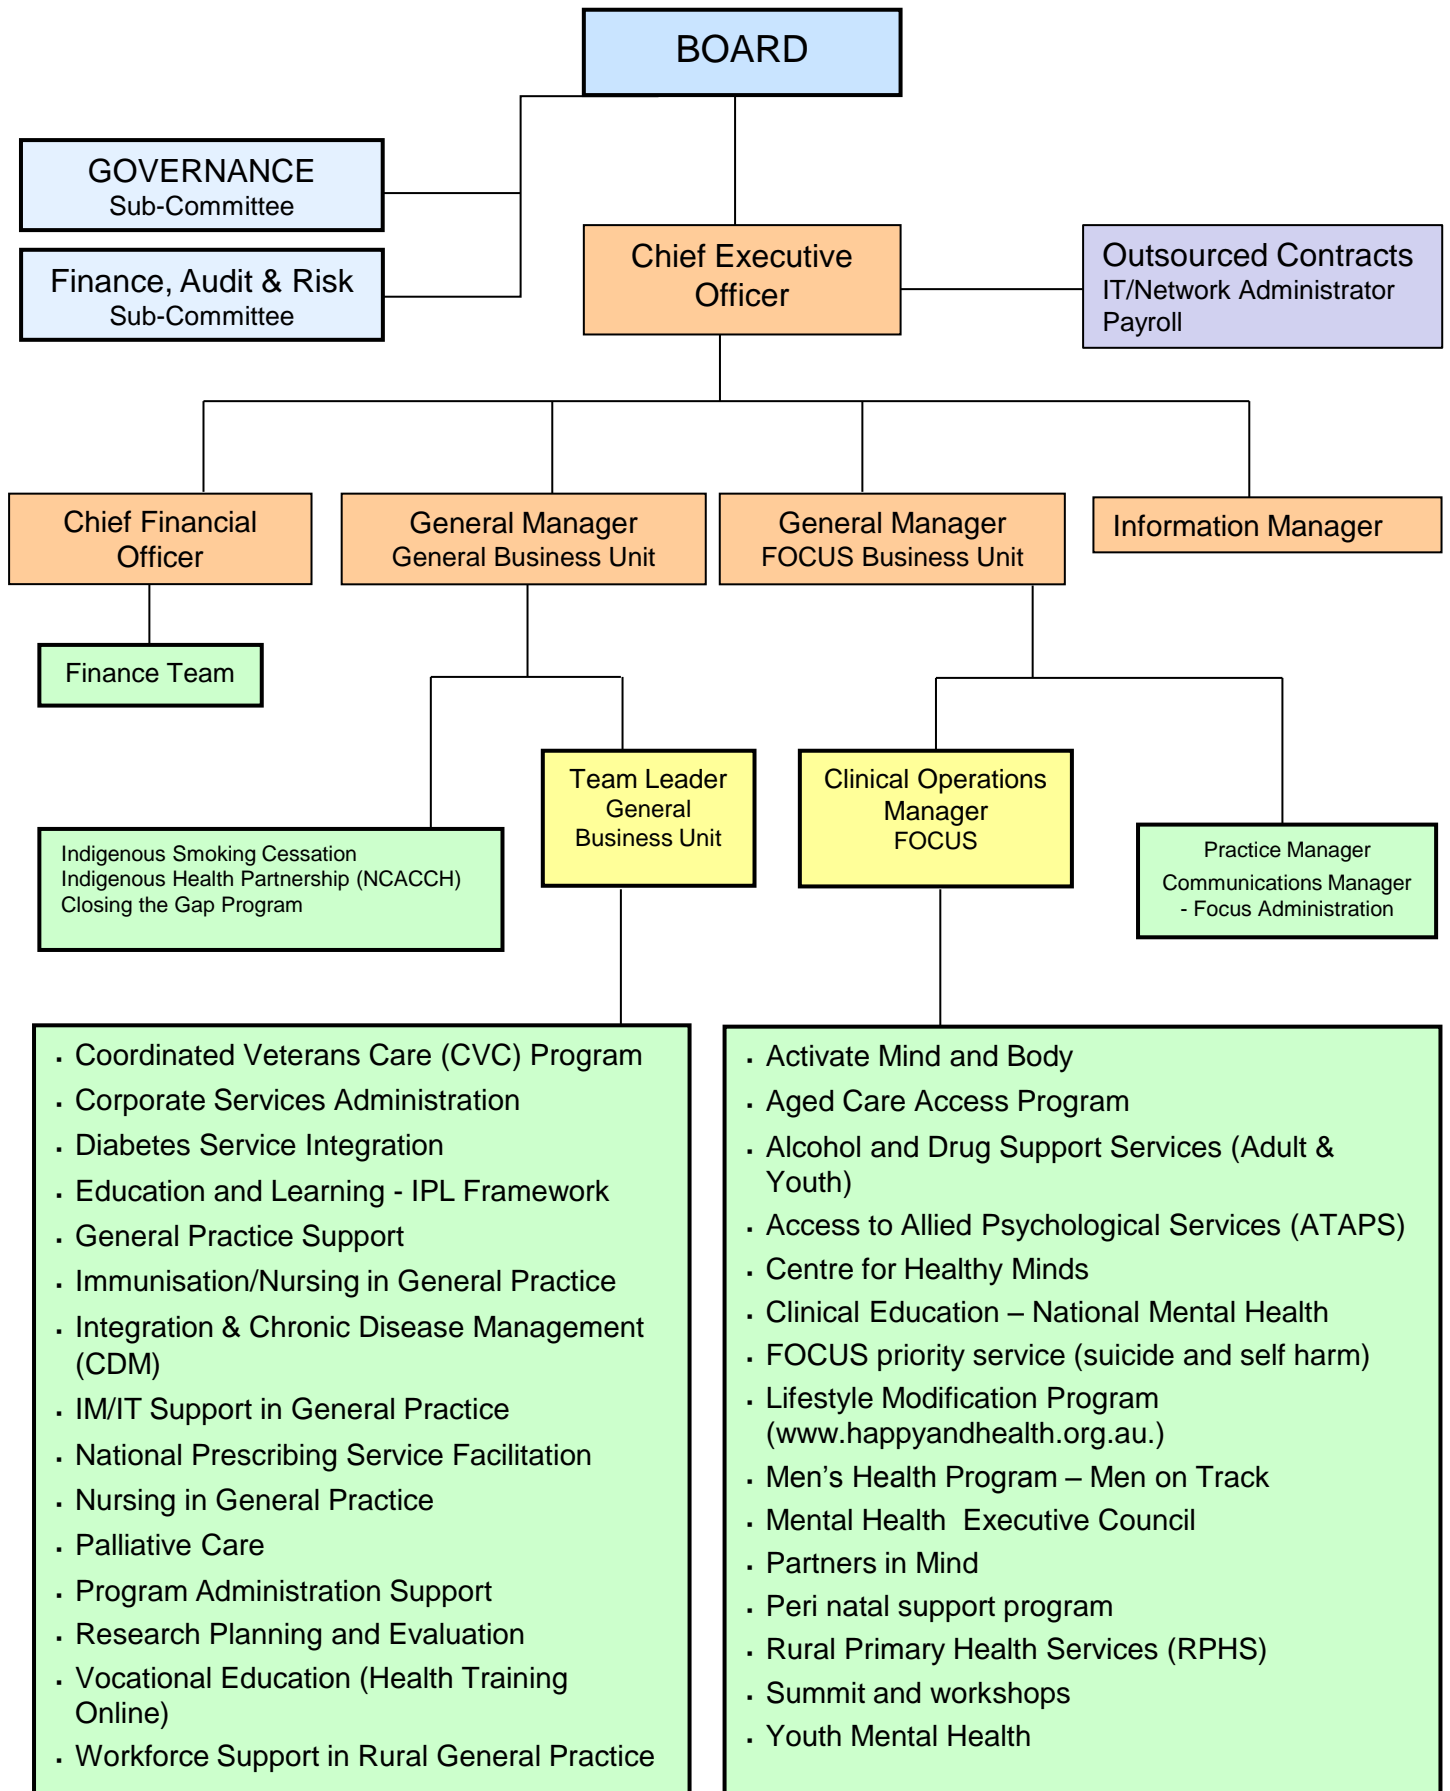 BOARD
GOVERNANCE
Sub-Committee
Finance, Audit & Risk
Sub-Committee
Chief Executive
Officer
Outsourced Contracts
IT/Network Administrator
Payroll
Chief Financial
Officer
General Manager
General Business Unit
General Manager
FOCUS Business Unit
Information Manager
Finance Team
Team Leader
General
Business Unit
Clinical Operations
Manager
FOCUS
Indigenous Smoking Cessation
Indigenous Health Partnership (NCACCH)
Closing the Gap Program
Practice Manager
Communications Manager
- Focus Administration
▪ Coordinated Veterans Care (CVC) Program
▪ Corporate Services Administration
▪ Diabetes Service Integration
▪ Education and Learning - IPL Framework
▪ General Practice Support
▪ Immunisation/Nursing in General Practice
▪ Integration & Chronic Disease Management
(CDM)
▪ IM/IT Support in General Practice
▪ National Prescribing Service Facilitation
▪ Nursing in General Practice
▪ Palliative Care
▪ Program Administration Support
▪ Research Planning and Evaluation
▪ Vocational Education (Health Training
Online)
▪ Workforce Support in Rural General Practice
▪ Activate Mind and Body
▪ Aged Care Access Program
▪ Alcohol and Drug Support Services (Adult &
Youth)
▪ Access to Allied Psychological Services (ATAPS)
▪ Centre for Healthy Minds
▪ Clinical Education – National Mental Health
▪ FOCUS priority service (suicide and self harm)
▪ Lifestyle Modification Program
(www.happyandhealth.org.au.)
▪ Men’s Health Program – Men on Track
▪ Mental Health  Executive Council
▪ Partners in Mind
▪ Peri natal support program
▪ Rural Primary Health Services (RPHS)
▪ Summit and workshops
▪ Youth Mental Health